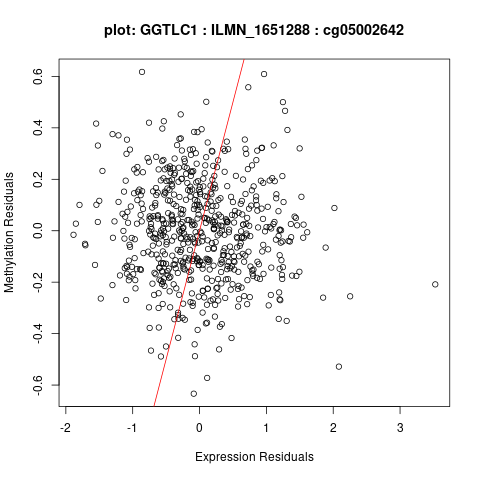 plot: GGTLC1 : ILMN_1651288 : cg05002642
Methylation Residuals
0.6
0.4
0.2
0.0
-0.2
-0.4
-0.6
-2 -1 0 1 2 3
Expression Residuals